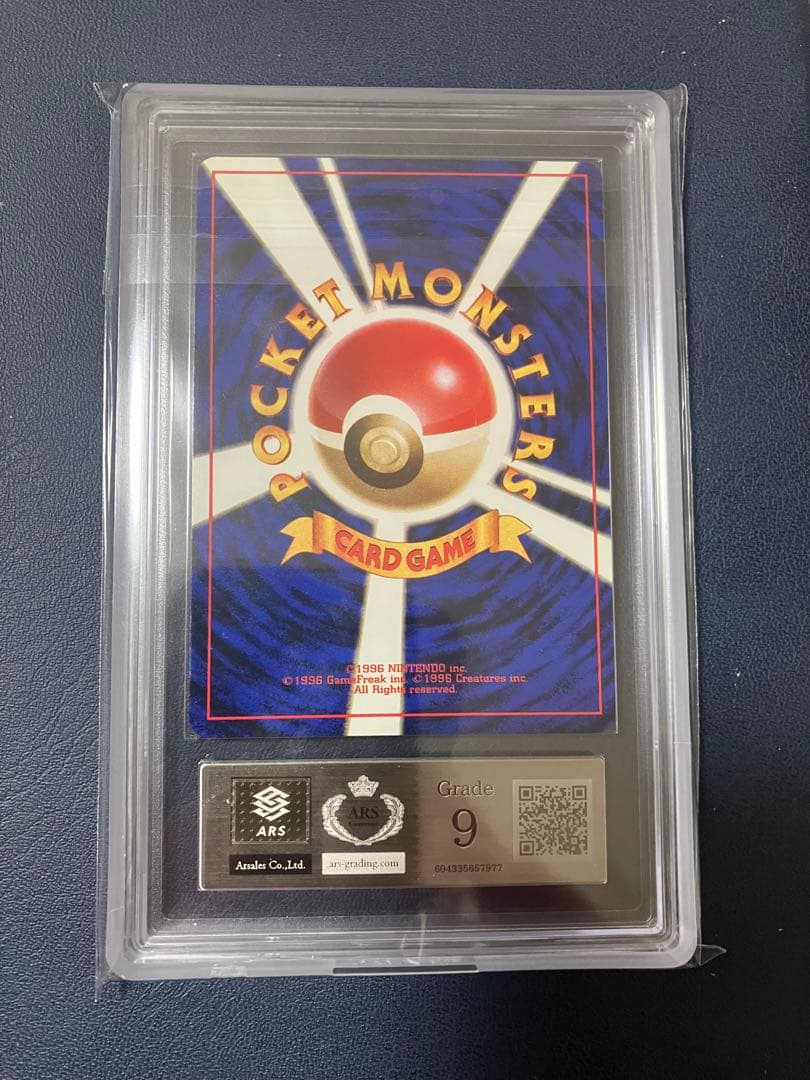 POCKET MONSTERS
CARD GAME
©1996 NINTENDO inc.
©1996 GameFreak inc. ©1996 Creatures inc.
All Rights reserved.
ARS
Arsales Co.,Ltd.
ARS
ars-grading.com
Grade
9
604335657977